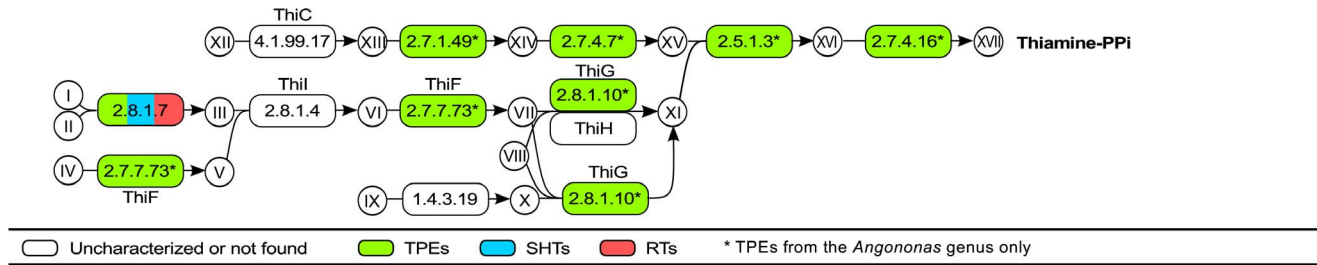 ThiC
XII 4.1.99.17 XIII 2.7.1.49* XIV 2.7.4.7* XV 2.5.1.3* XVI 2.7.4.16* XVII Thiamine-PPi
ThiI ThiF ThiG
I
II
2.8.1.7 III 2.8.1.4 VI 2.7.7.73* VII 2.8.1.10* XI
ThiH
VIII
IV 2.7.7.73* V
ThiF
ThiG
IX 1.4.3.19 X 2.8.1.10*
Uncharacterized or not found TPEs SHTs RTs * TPEs from the Angononas genus only